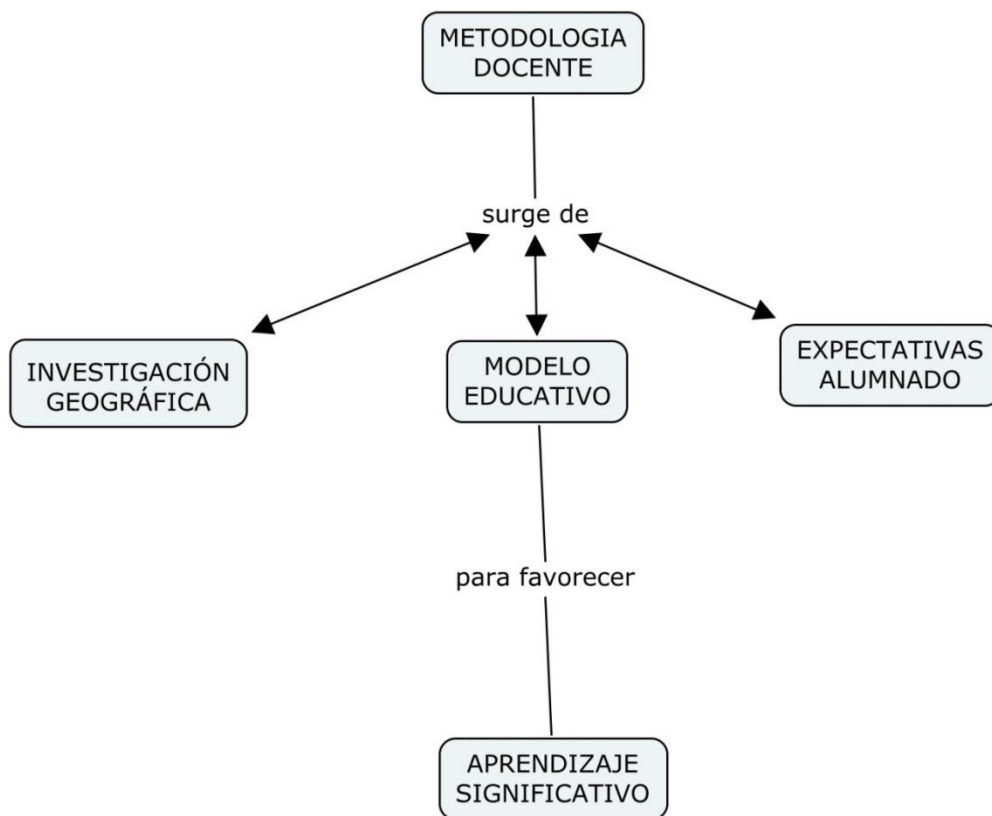 METODOLOGIA
DOCENTE
surge de
INVESTIGACIÓN
GEOGRÁFICA
MODELO
EDUCATIVO
EXPECTATIVAS
ALUMNADO
para favorecer
APRENDIZAJE
SIGNIFICATIVO